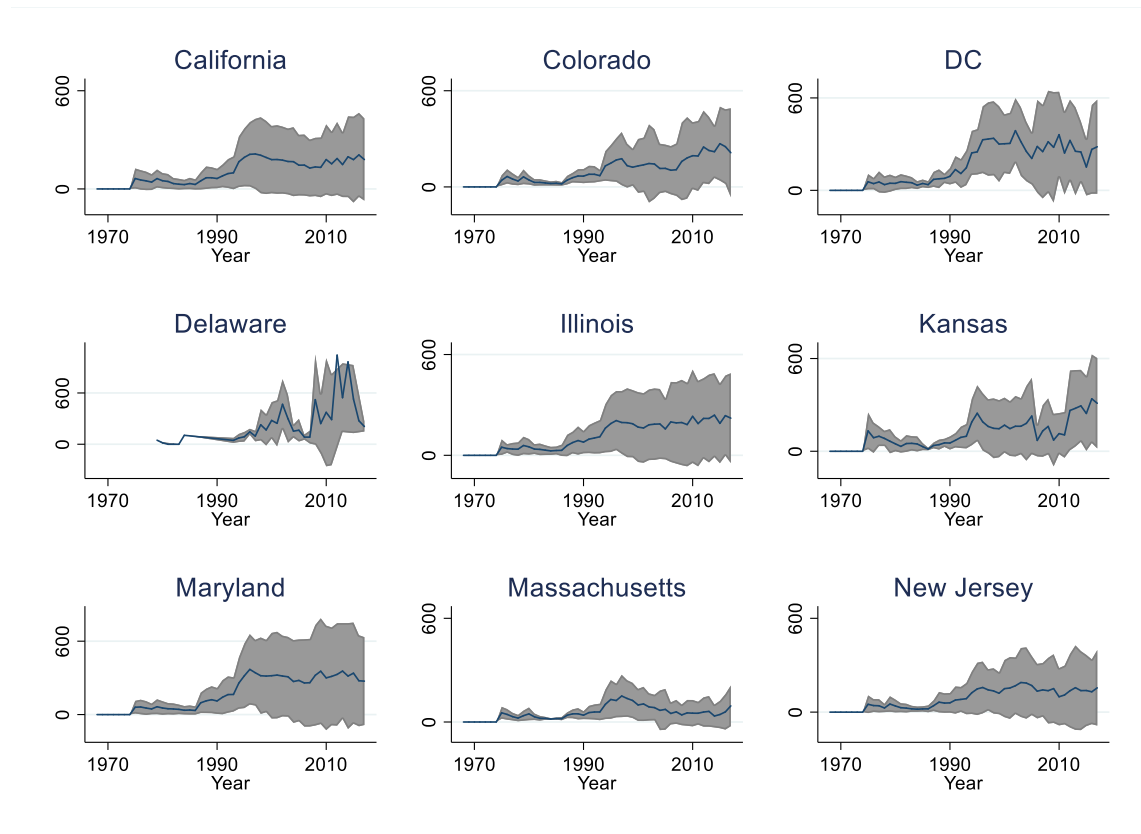 California Colorado DC
600 600 600
0 0 0
1970 1990 2010 1970 1990 2010 1970 1990 2010
Year Year Year
Delaware Illinois Kansas
600 600 600
0 0 0
1970 1990 2010 1970 1990 2010 1970 1990 2010
Year Year Year
Maryland Massachusetts New Jersey
600 600 600
0 0 0
1970 1990 2010 1970 1990 2010 1970 1990 2010
Year Year Year